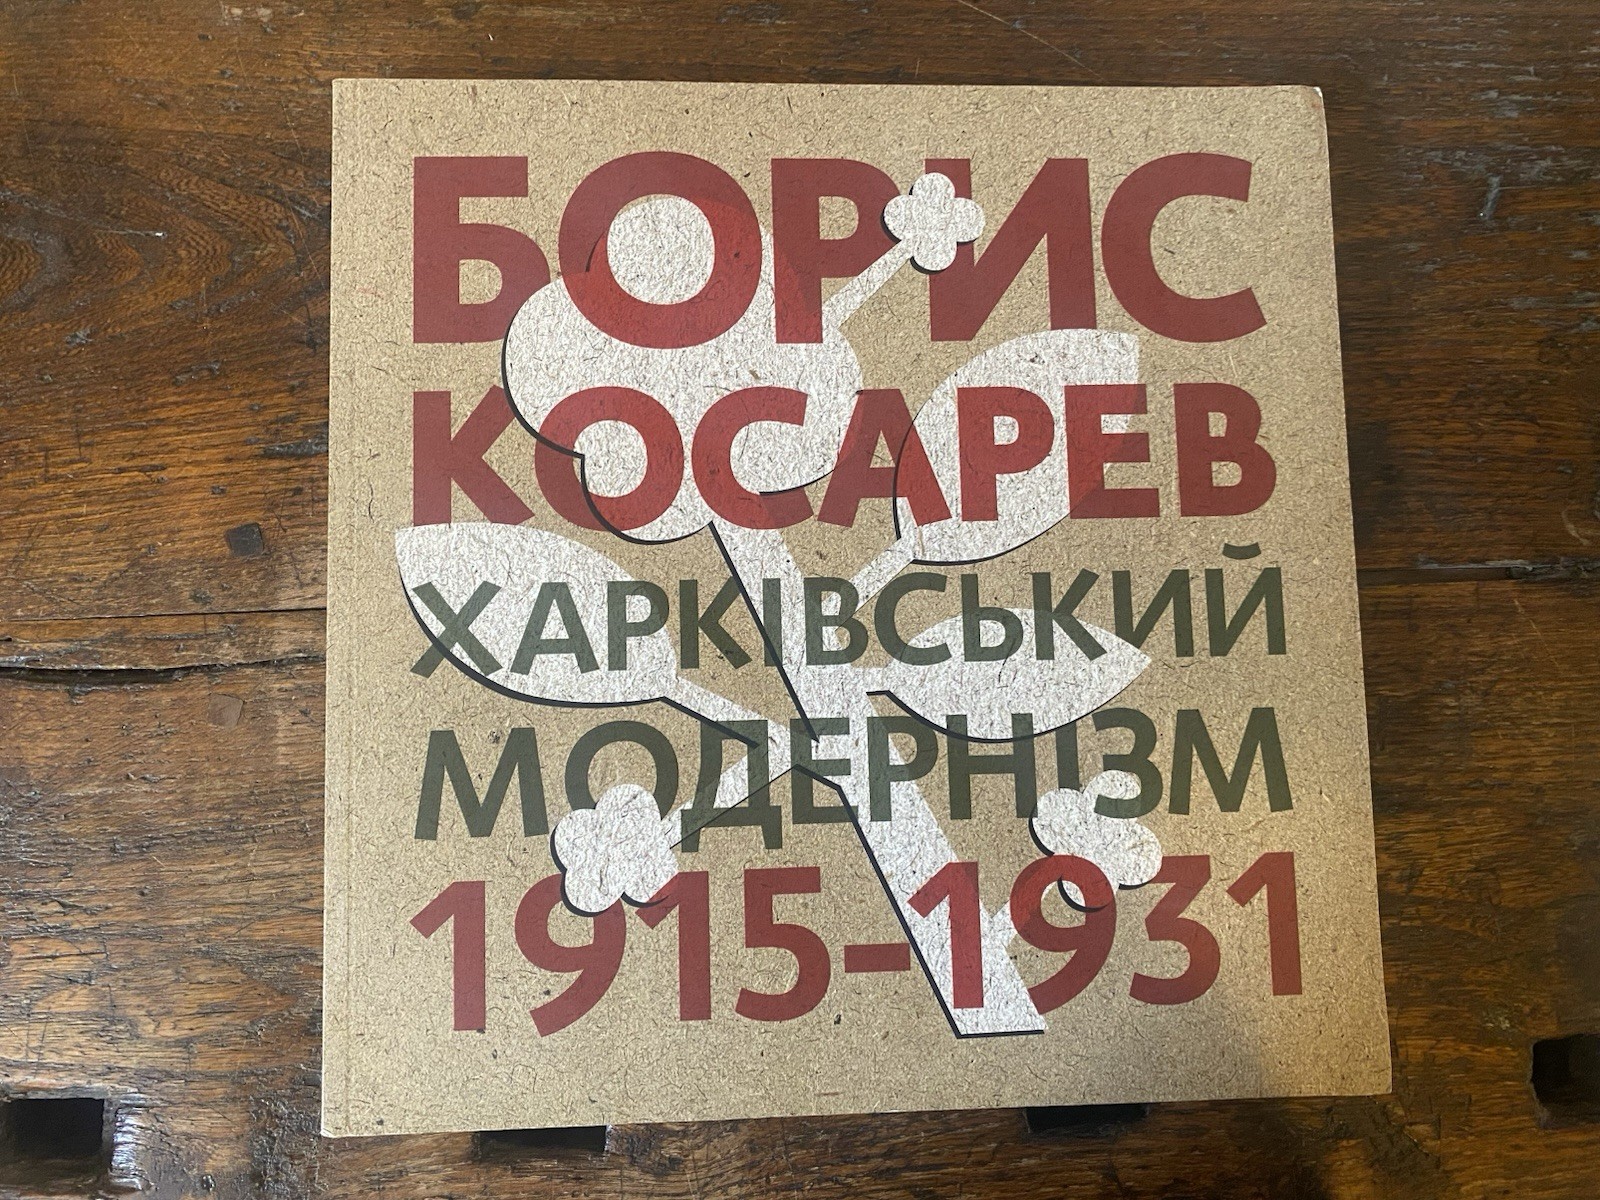 БОРИС
КОСАРЕВ
ХАРКІВСЬКИЙ
МОДЕРНІЗМ
1915–1931